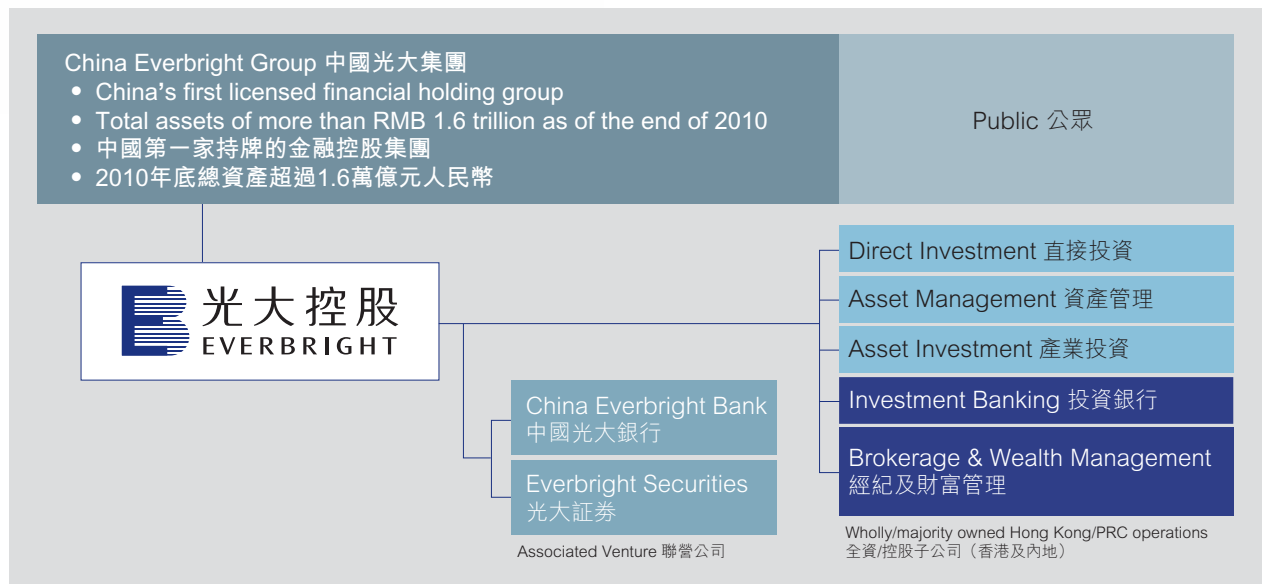 China Everbright Group 中國光大集團
• China's first licensed financial holding group
• Total assets of more than RMB 1.6 trillion as of the end of 2010
• 中國第一家持牌的金融控股集團
• 2010年底總資產超過1.6萬億元人民幣
Public 公眾
光大控股
EVERBRIGHT
China Everbright Bank
中國光大銀行
Everbright Securities
光大証券
Associated Venture 聯營公司
Direct Investment 直接投資
Asset Management 資產管理
Asset Investment 產業投資
Investment Banking 投資銀行
Brokerage & Wealth Management
經紀及財富管理
Wholly/majority owned Hong Kong/PRC operations
全資/控股子公司（香港及內地）